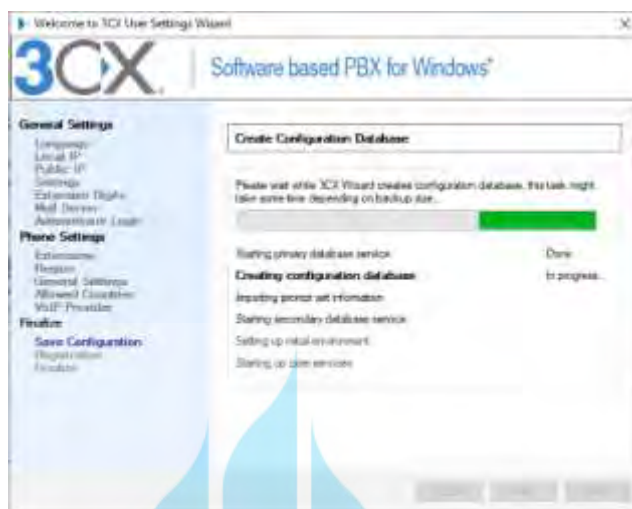 Welcome to 3CX User Settings Wizard
3CX
Software based PBX for Windows®
General Settings
Language
Local IP
Public IP
Settings
Extension Digits
Mail Server
Administrator Login
Phone Settings
Extensions
Region
General Settings
Allowed Countries
VoIP Provider
Finalize
Save Configuration
Registration
Finalize
Create Configuration Database
Please wait while 3CX Wizard creates configuration database, this task might
take some time depending on backup size...
Starting primary database service Done
Creating configuration database In progress...
Importing prompt set information
Starting secondary database service
Setting up initial environment
Starting up core services